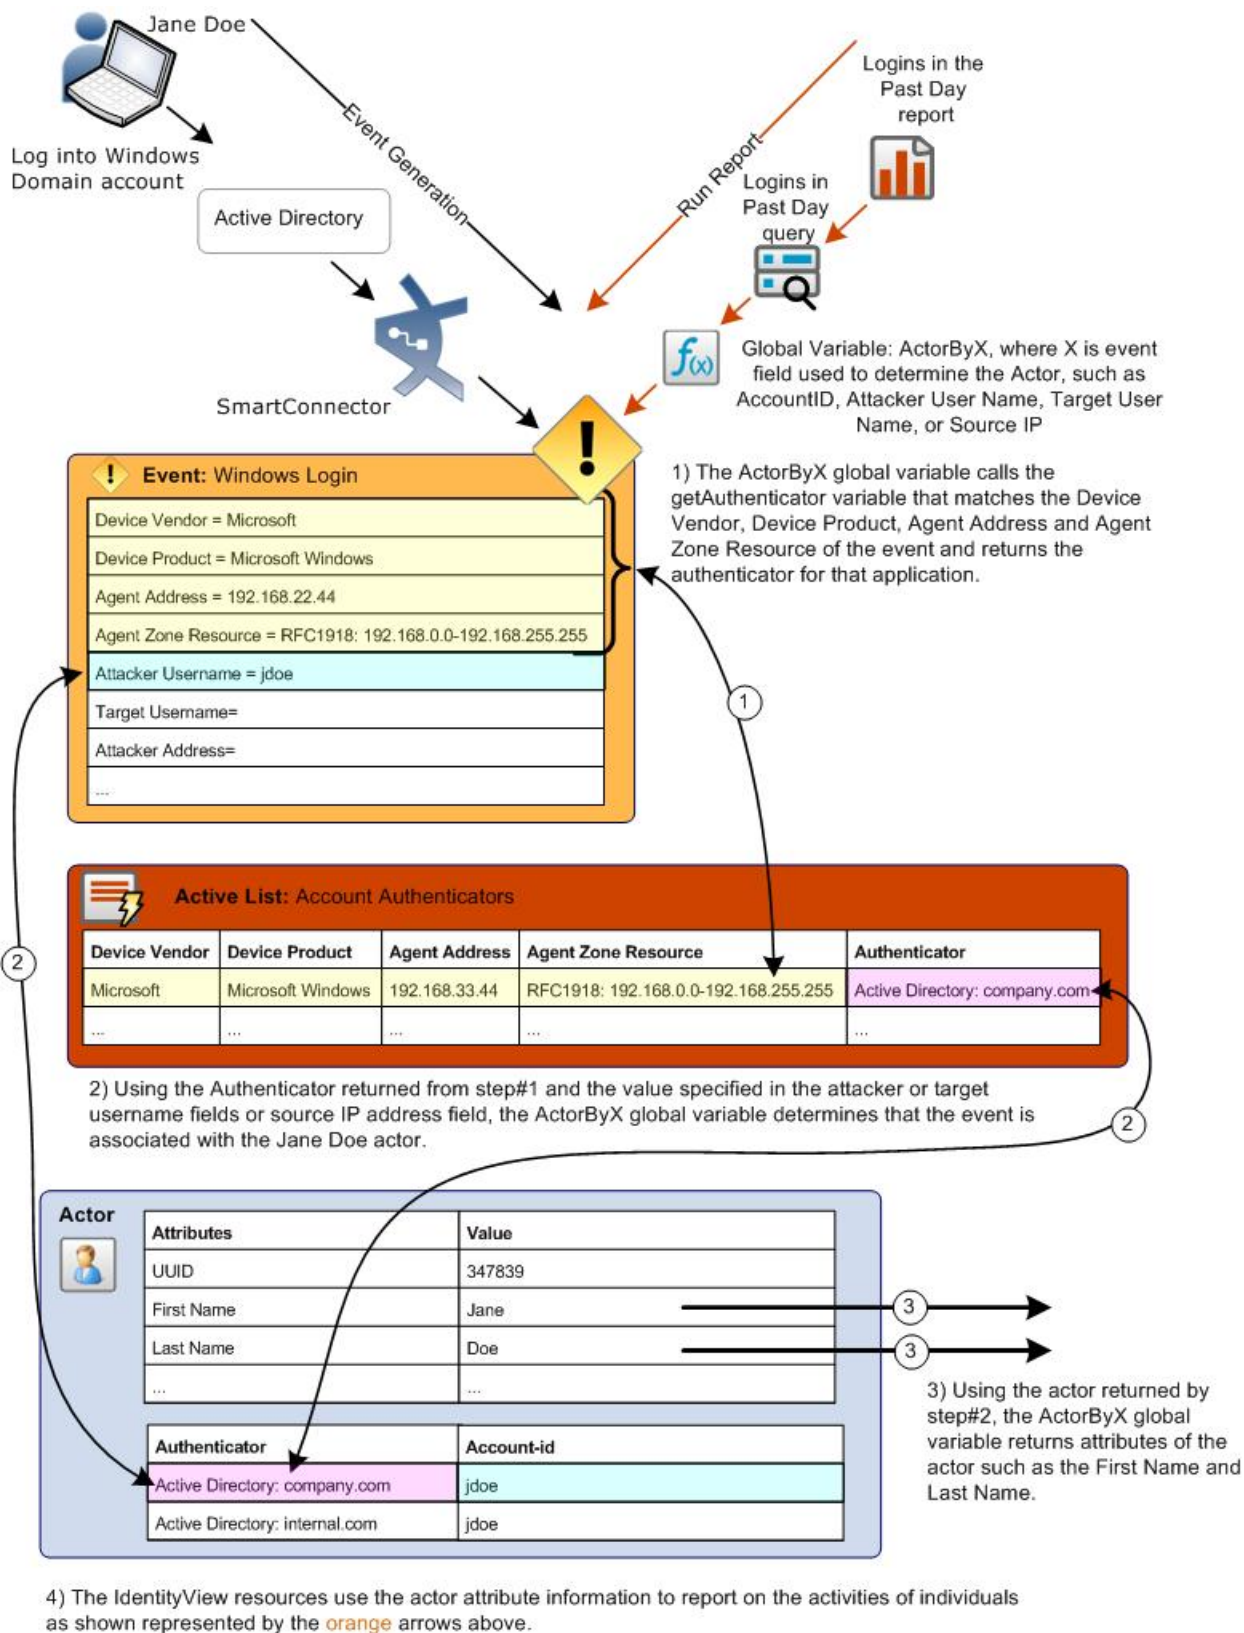 Jane Doe
Log into Windows
Domain account
Event Generation
Active Directory
SmartConnector
Run Report
Logins in the
Past Day
report
Logins in
Past Day
query
f(x)
Global Variable: ActorByX, where X is event
field used to determine the Actor, such as
AccountID, Attacker User Name, Target User
Name, or Source IP
!
! Event: Windows Login
Device Vendor = Microsoft
Device Product = Microsoft Windows
Agent Address = 192.168.22.44
Agent Zone Resource = RFC1918: 192.168.0.0-192.168.255.255
Attacker Username = jdoe
Target Username=
Attacker Address=
...
1) The ActorByX global variable calls the
getAuthenticator variable that matches the Device
Vendor, Device Product, Agent Address and Agent
Zone Resource of the event and returns the
authenticator for that application.
1
2
Active List: Account Authenticators
Device Vendor Device Product Agent Address Agent Zone Resource Authenticator
Microsoft Microsoft Windows 192.168.33.44 RFC1918: 192.168.0.0-192.168.255.255 Active Directory: company.com
... ... ... ... ...
2) Using the Authenticator returned from step#1 and the value specified in the attacker or target
username fields or source IP address field, the ActorByX global variable determines that the event is
associated with the Jane Doe actor.
2
Actor
Attributes Value
UUID 347839
First Name Jane
3
Last Name Doe
3
... ...
Authenticator Account-id
Active Directory: company.com jdoe
Active Directory: internal.com jdoe
3) Using the actor returned by
step#2, the ActorByX global
variable returns attributes of the
actor such as the First Name and
Last Name.
4) The IdentityView resources use the actor attribute information to report on the activities of individuals
as shown represented by the orange arrows above.